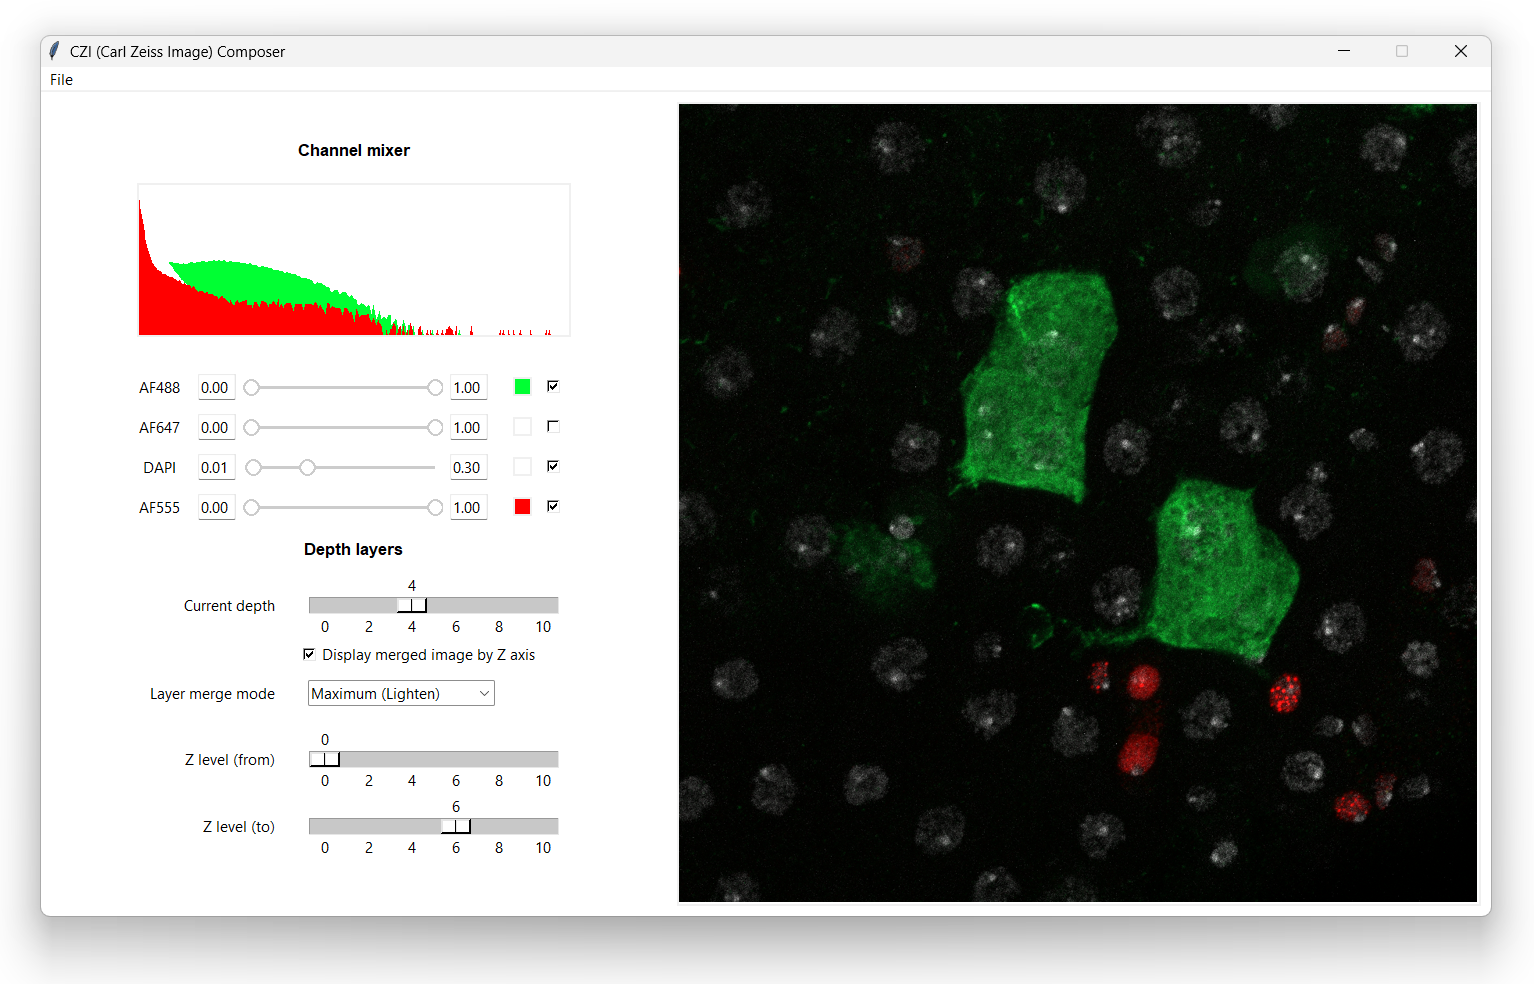 CZI (Carl Zeiss Image) Composer
File
Channel mixer
AF488 0.00 1.00
AF647 0.00 1.00
DAPI 0.01 0.30
AF555 0.00 1.00
Depth layers
4
Current depth
0 2 4 6 8 10
Display merged image by Z axis
Layer merge mode Maximum (Lighten)
0
Z level (from)
0 2 4 6 8 10
6
Z level (to)
0 2 4 6 8 10